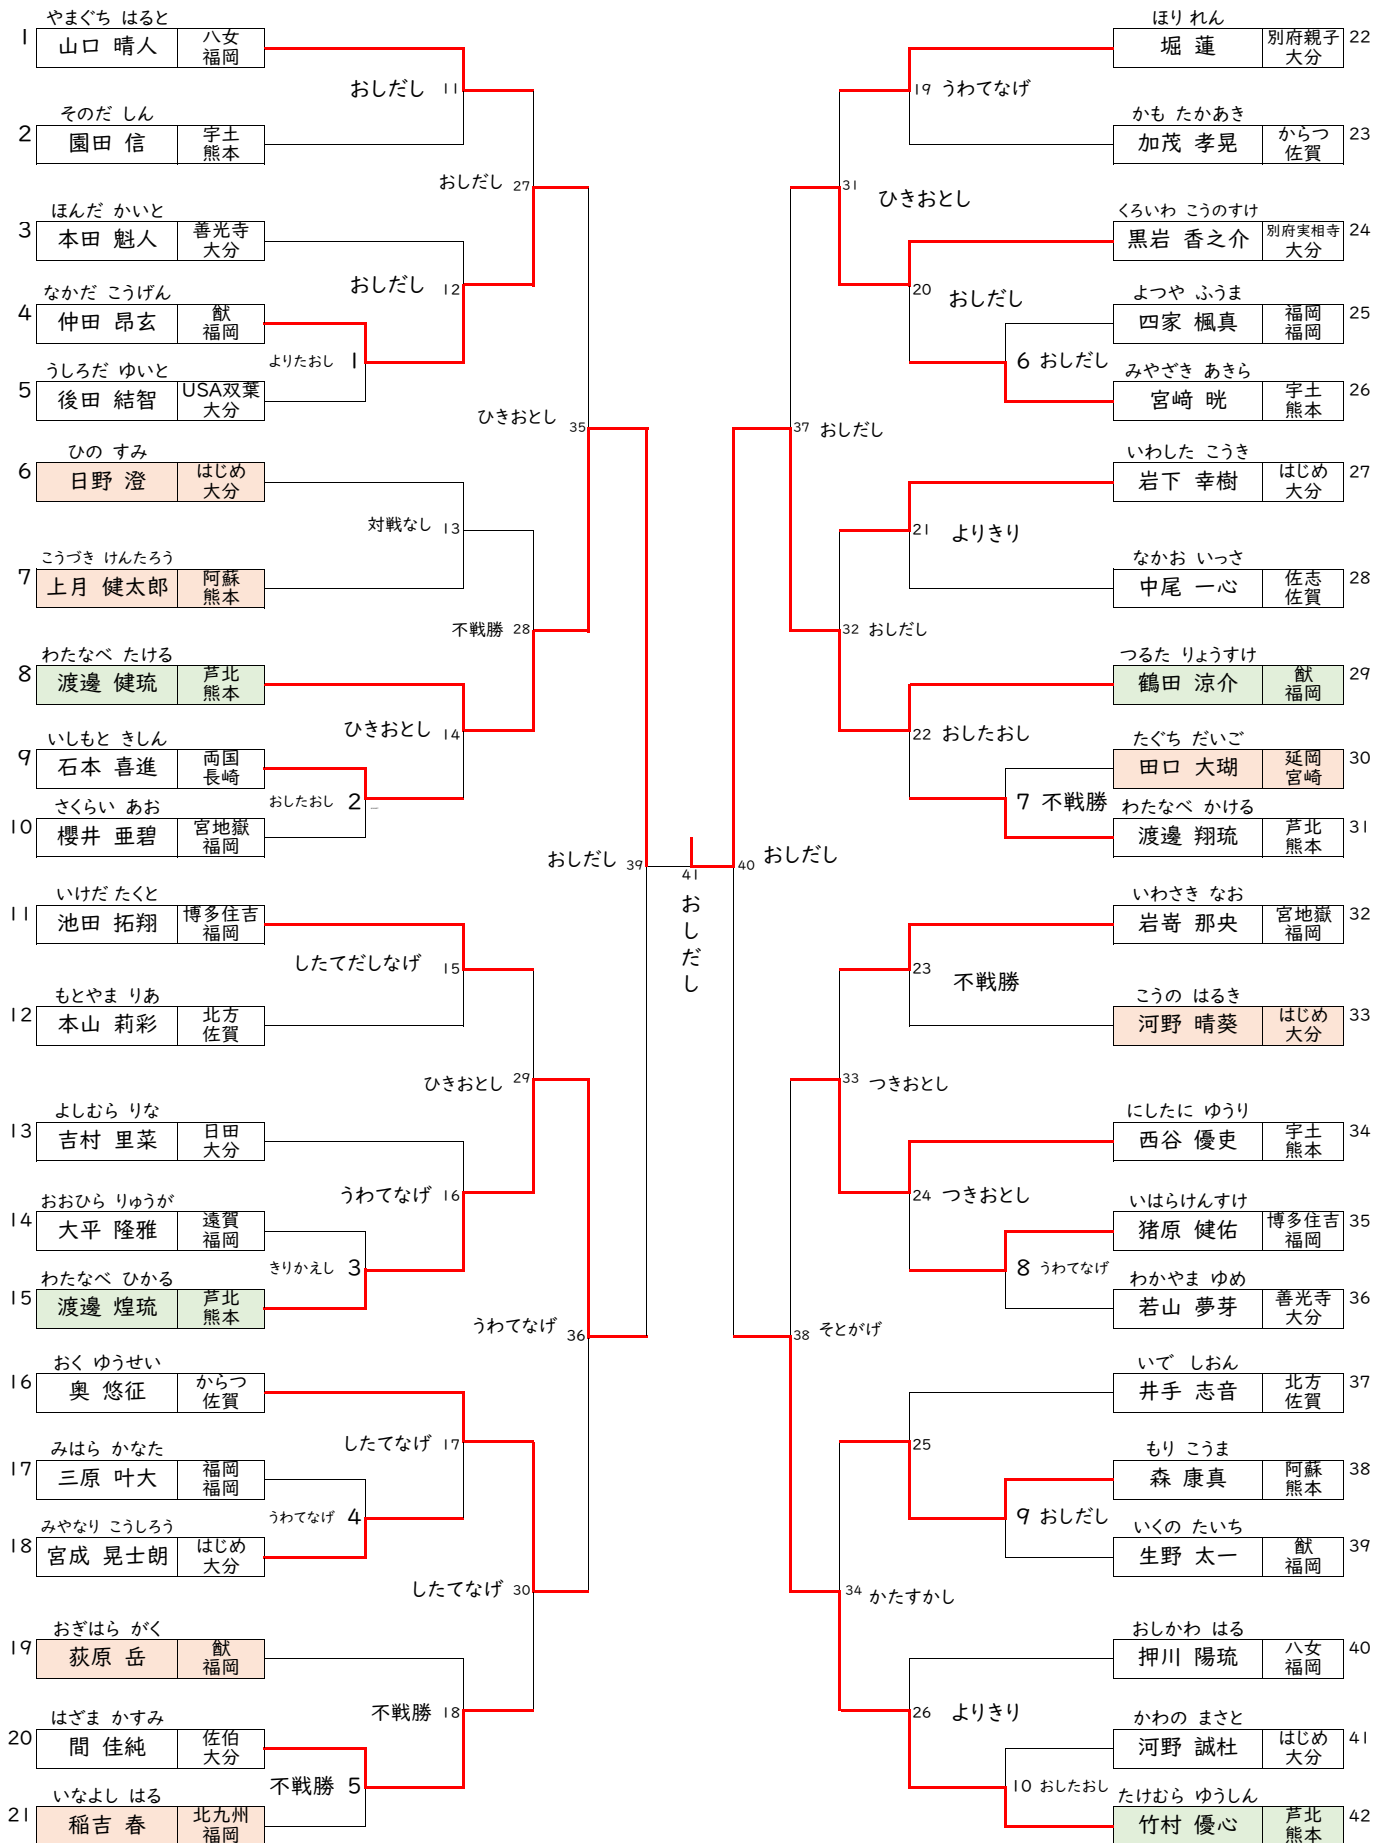 やまぐち はると
1 山口 晴人 八女 福岡
おしだし 11
そのだ しん
2 園田 信 宇土 熊本
おしだし 27
ほんだ かいと
3 本田 魁人 善光寺 大分
おしだし 12
なかだ こうげん
4 仲田 昂玄 猷 福岡
よりたおし 1
うしろだ ゆいと
5 後田 結智 USA双葉 大分
ひきおとし 35
ひの すみ
6 日野 澄 はじめ 大分
対戦なし 13
こうづき けんたろう
7 上月 健太郎 阿蘇 熊本
不戦勝 28
わたなべ たける
8 渡邊 健琉 芦北 熊本
ひきおとし 14
いしもと きしん
9 石本 喜進 両国 長崎
おしたおし 2
さくらい あお
10 櫻井 亜碧 宮地嶽 福岡
おしだし 39
いけだ たくと
11 池田 拓翔 博多住吉 福岡
したてだしなげ 15
もとやま りあ
12 本山 莉彩 北方 佐賀
ひきおとし 29
よしむら りな
13 吉村 里菜 日田 大分
うわてなげ 16
おおひら りゅうが
14 大平 隆雅 遠賀 福岡
きりかえし 3
わたなべ ひかる
15 渡邊 煌琉 芦北 熊本
うわてなげ 36
おく ゆうせい
16 奥 悠征 からつ 佐賀
したてなげ 17
みはら かなた
17 三原 叶大 福岡 福岡
うわてなげ 4
みやなり こうしろう
18 宮成 晃士朗 はじめ 大分
したてなげ 30
おぎはら がく
19 荻原 岳 猷 福岡
不戦勝 18
はざま かすみ
20 間 佳純 佐伯 大分
不戦勝 5
いなよし はる
21 稲吉 春 北九州 福岡
41
おしだし
ほり れん
堀 蓮 別府親子 大分 22
19 うわてなげ
かも たかあき
加茂 孝晃 からつ 佐賀 23
31 ひきおとし
くろいわ こうのすけ
黒岩 香之介 別府実相寺 大分 24
20 おしだし
よつや ふうま
四家 楓真 福岡 福岡 25
6 おしだし
みやざき あきら
宮﨑 晄 宇土 熊本 26
37 おしだし
いわした こうき
岩下 幸樹 はじめ 大分 27
21 よりきり
なかお いっさ
中尾 一心 佐志 佐賀 28
32 おしだし
つるた りょうすけ
鶴田 涼介 猷 福岡 29
22 おしたおし
たぐち だいご
田口 大瑚 延岡 宮崎 30
7 不戦勝
わたなべ かける
渡邊 翔琉 芦北 熊本 31
40 おしだし
いわさき なお
岩嵜 那央 宮地嶽 福岡 32
23 不戦勝
こうの はるき
河野 晴葵 はじめ 大分 33
33 つきおとし
にしたに ゆうり
西谷 優吏 宇土 熊本 34
24 つきおとし
いはらけんすけ
猪原 健佑 博多住吉 福岡 35
8 うわてなげ
わかやま ゆめ
若山 夢芽 善光寺 大分 36
38 そとがげ
いで しおん
井手 志音 北方 佐賀 37
25
もり こうま
森 康真 阿蘇 熊本 38
9 おしだし
いくの たいち
生野 太一 猷 福岡 39
34 かたすかし
おしかわ はる
押川 陽琉 八女 福岡 40
26 よりきり
かわの まさと
河野 誠杜 はじめ 大分 41
10 おしたおし
たけむら ゆうしん
竹村 優心 芦北 熊本 42